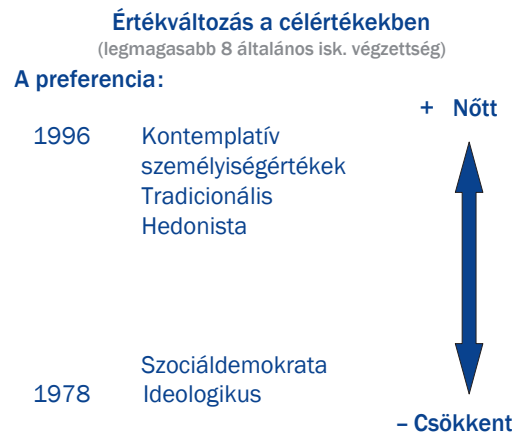 Értékváltozás a célértékekben
(legmagasabb 8 általános isk. végzettség)
A preferencia:
+ Nőtt
1996 Kontemplatív
személyiségértékek
Tradicionális
Hedonista
Szociáldemokrata
1978 Ideologikus
– Csökkent